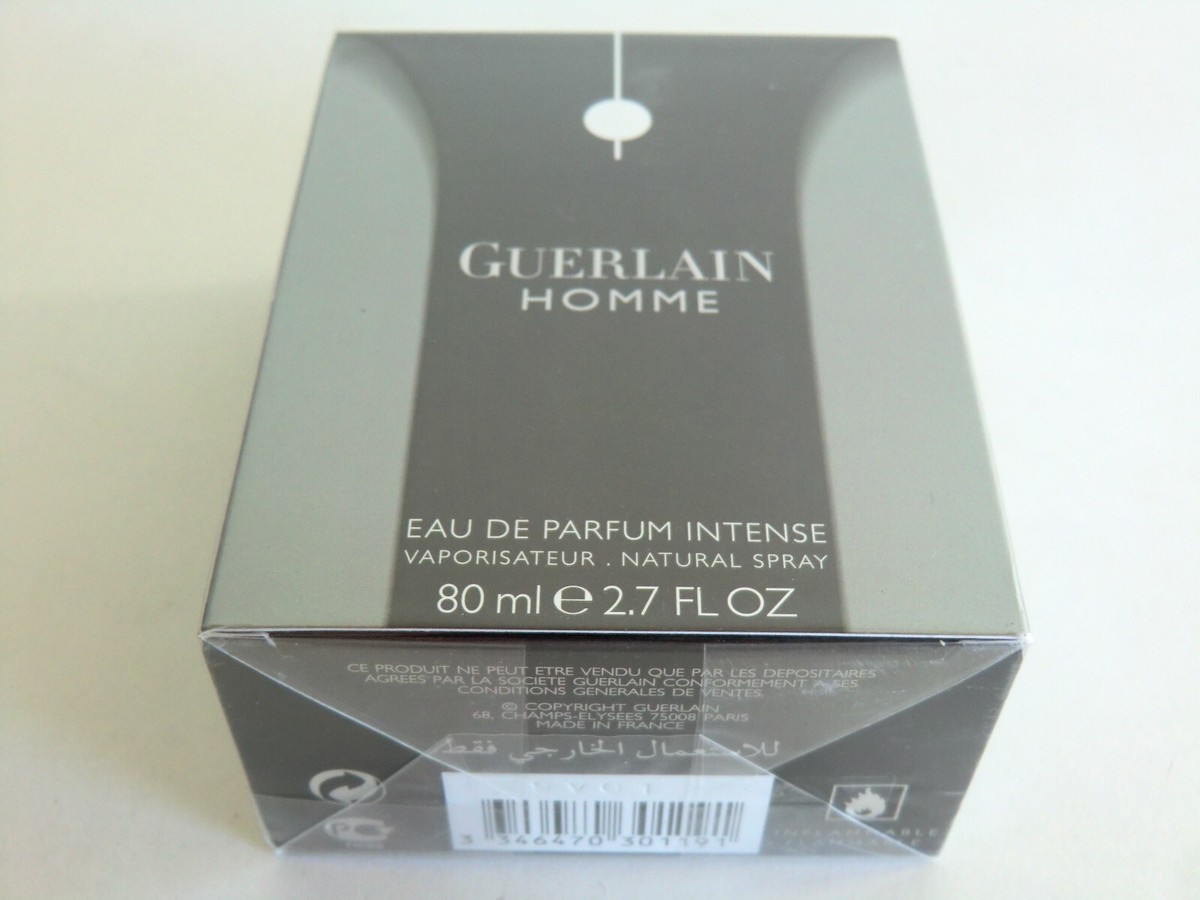 GUERLAIN
HOMME
EAU DE PARFUM INTENSE
VAPORISATEUR . NATURAL SPRAY
80 ml ℮ 2.7 FL OZ
CE PRODUIT NE PEUT ETRE VENDU QUE PAR LES DEPOSITAIRES
AGREES PAR LA SOCIETE GUERLAIN CONFORMEMENT A SES
CONDITIONS GENERALES DE VENTES.
© COPYRIGHT GUERLAIN
68, CHAMPS-ELYSEES 75008 PARIS
MADE IN FRANCE
للاستعمال الخارجي فقط
3 346470 301191
INFLAMMABLE